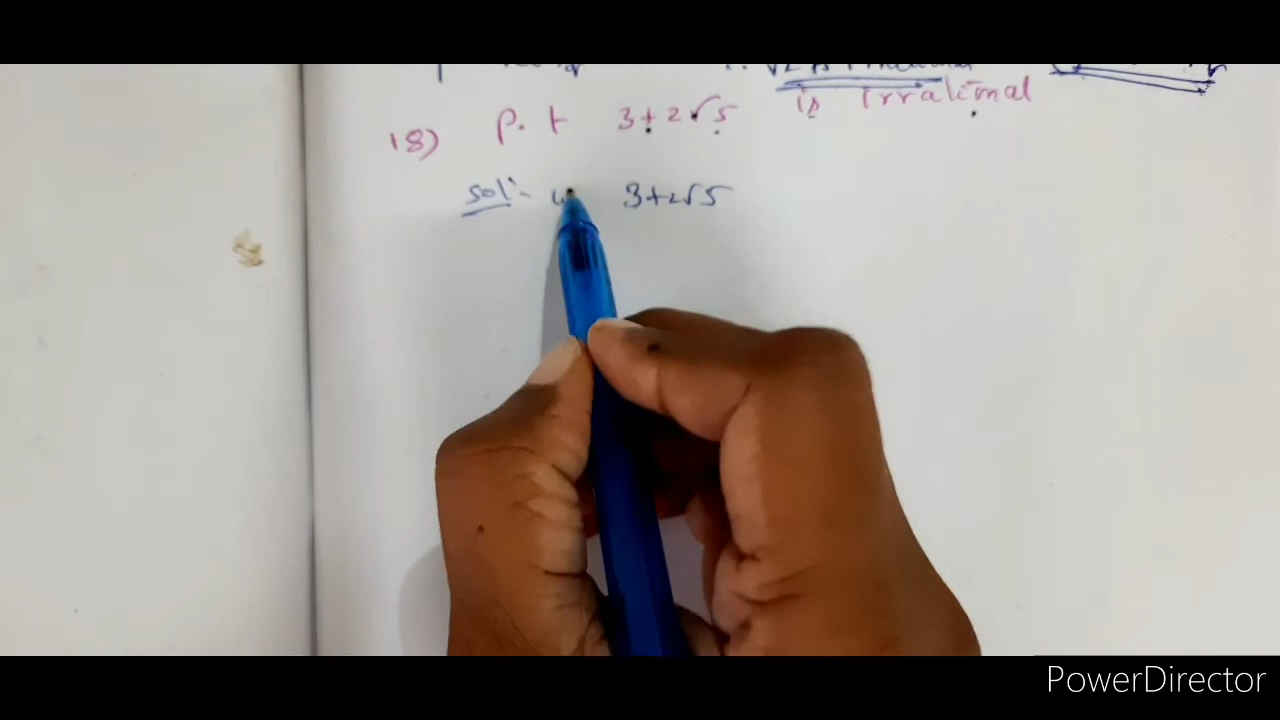 is irrational
18) P. t 3+2√5
Sol:- 3+2√5
PowerDirector